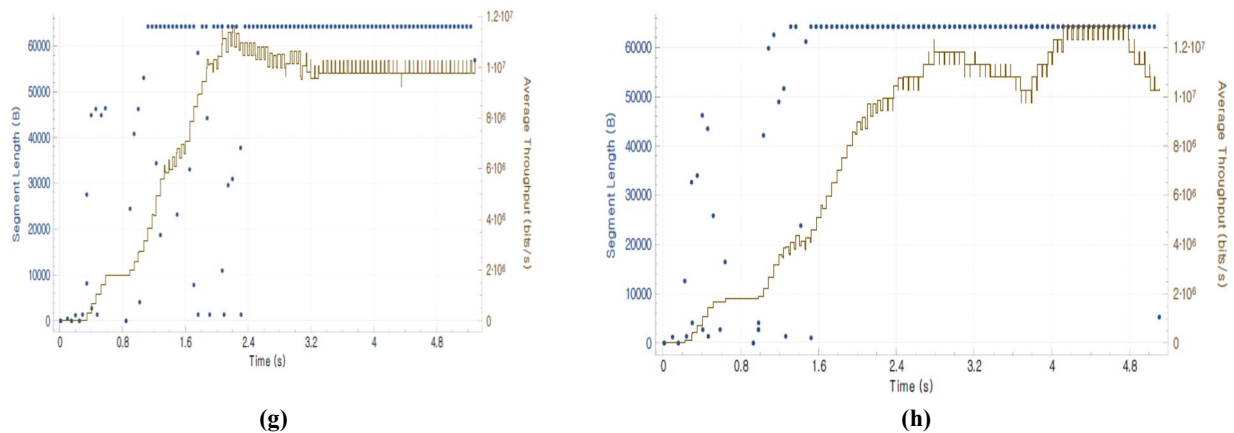 60000
50000
40000
30000
20000
10000
0
Segment Length (B)
1.2·10⁷
1·10⁷
8·10⁶
6·10⁶
4·10⁶
2·10⁶
0
Average Throughput (bits/s)
0 0.8 1.6 2.4 3.2 4 4.8
Time (s)
(g)
60000
50000
40000
30000
20000
10000
0
Segment Length (B)
1.2·10⁷
1·10⁷
8·10⁶
6·10⁶
4·10⁶
2·10⁶
0
Average Throughput (bits/s)
0 0.8 1.6 2.4 3.2 4 4.8
Time (s)
(h)